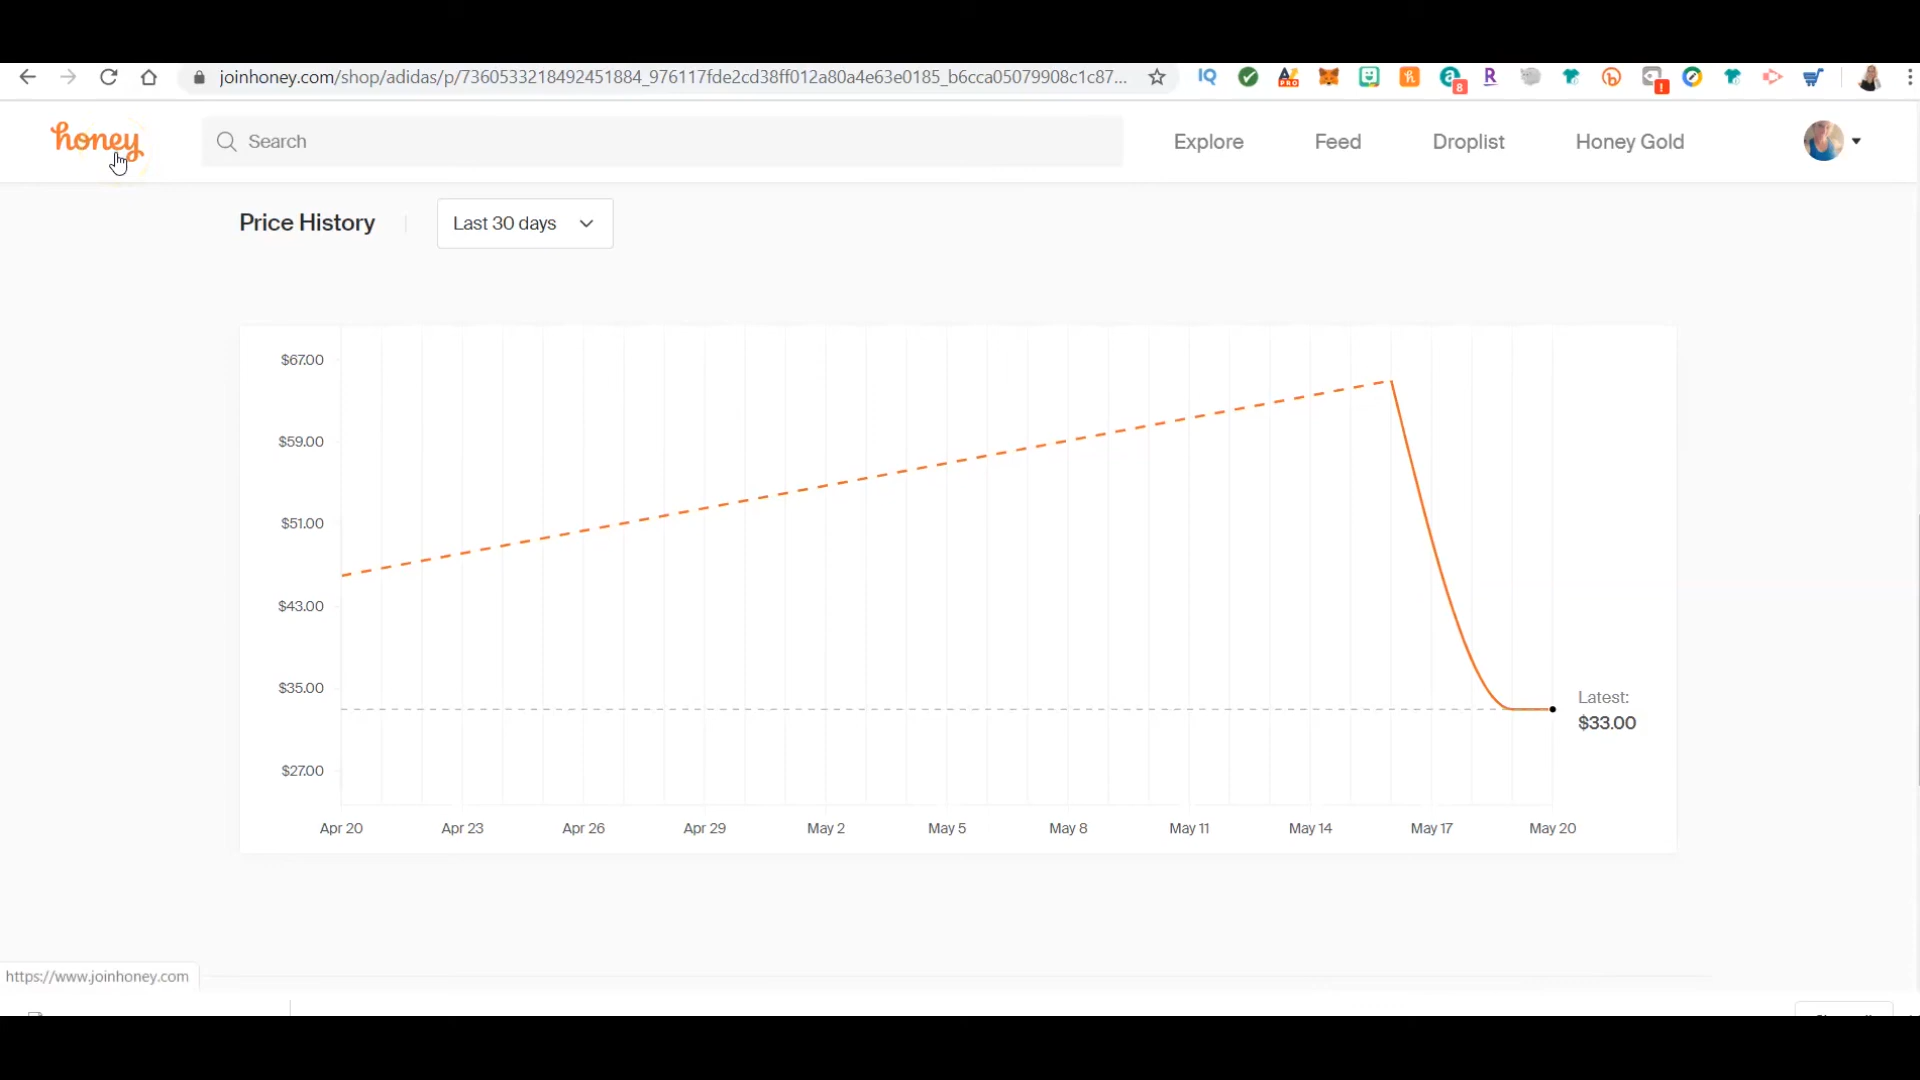 joinhoney.com/shop/adidas/p/7360533218492451884_976117fde2cd38ff012a80a4e63e0185_b6cca05079908c1c87...
IQ
PRO
8
R
!
honey
Search
Explore
Feed
Droplist
Honey Gold
Price History
Last 30 days
$67.00
$59.00
$51.00
$43.00
$35.00
$27.00
Latest:
$33.00
Apr 20
Apr 23
Apr 26
Apr 29
May 2
May 5
May 8
May 11
May 14
May 17
May 20
https://www.joinhoney.com